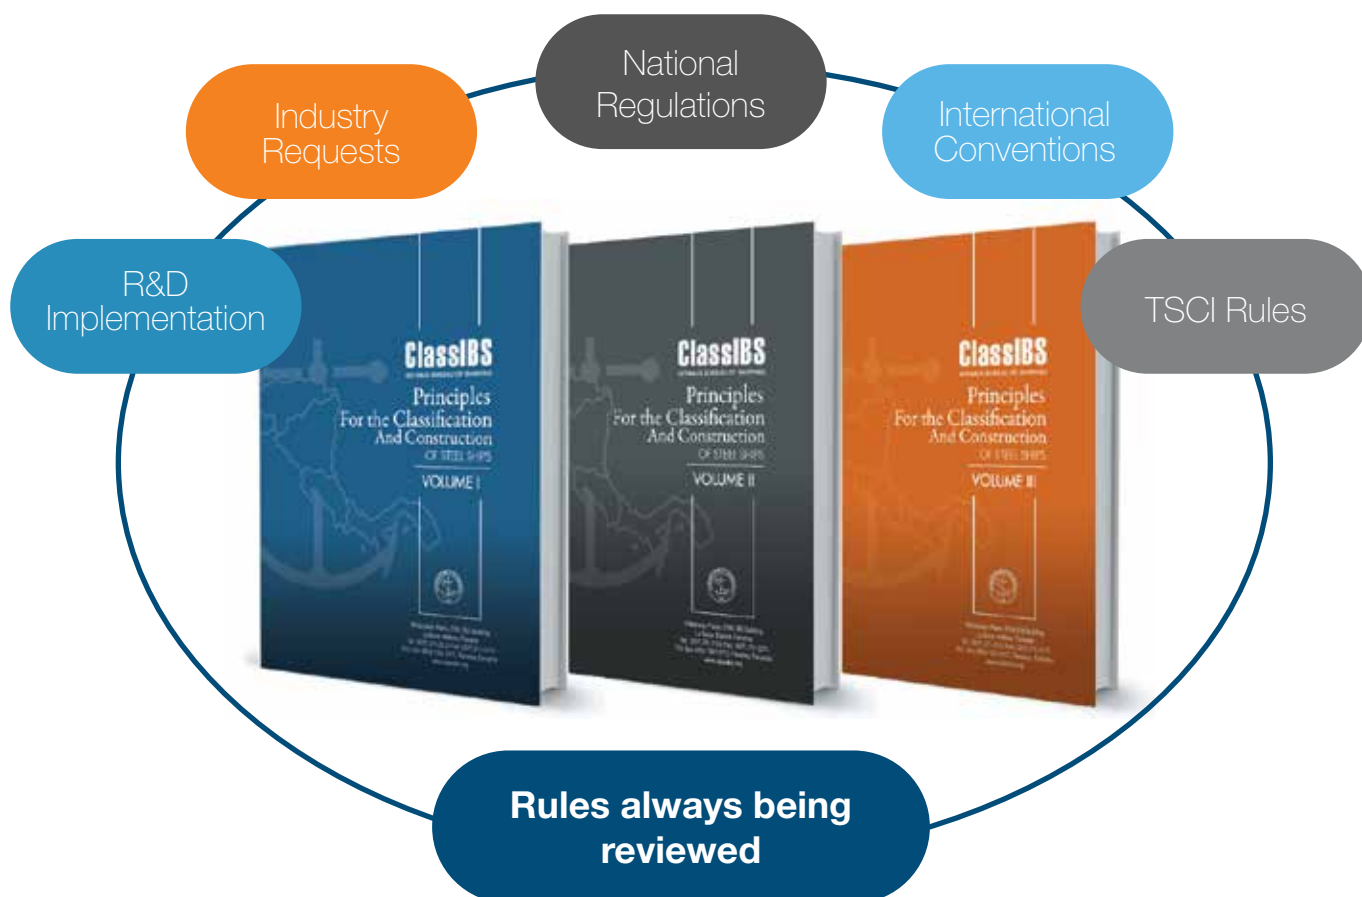 National
Regulations
Industry
Requests
International
Conventions
R&D
Implementation
TSCI Rules
ClassIBS
Principles
For the Classification
And Construction
OF STEEL SHIPS
VOLUME I
ClassIBS
Principles
For the Classification
And Construction
OF STEEL SHIPS
VOLUME II
ClassIBS
Principles
For the Classification
And Construction
OF STEEL SHIPS
VOLUME III
Rules always being
reviewed